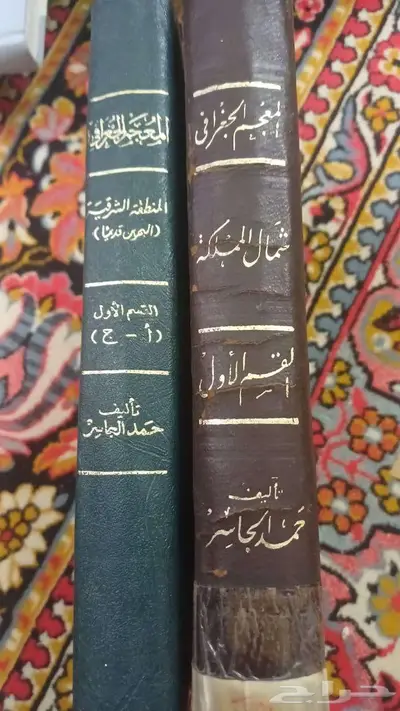 المعجم الجغرافي
شمال المملكة
القسم الأول
تأليف
حمد الجاسر
المعجم الجغرافي
المنطقة الشرقية
(البحرين قديما)
القسم الأول
(أ - ج)
تأليف
حمد الجاسر
حراج